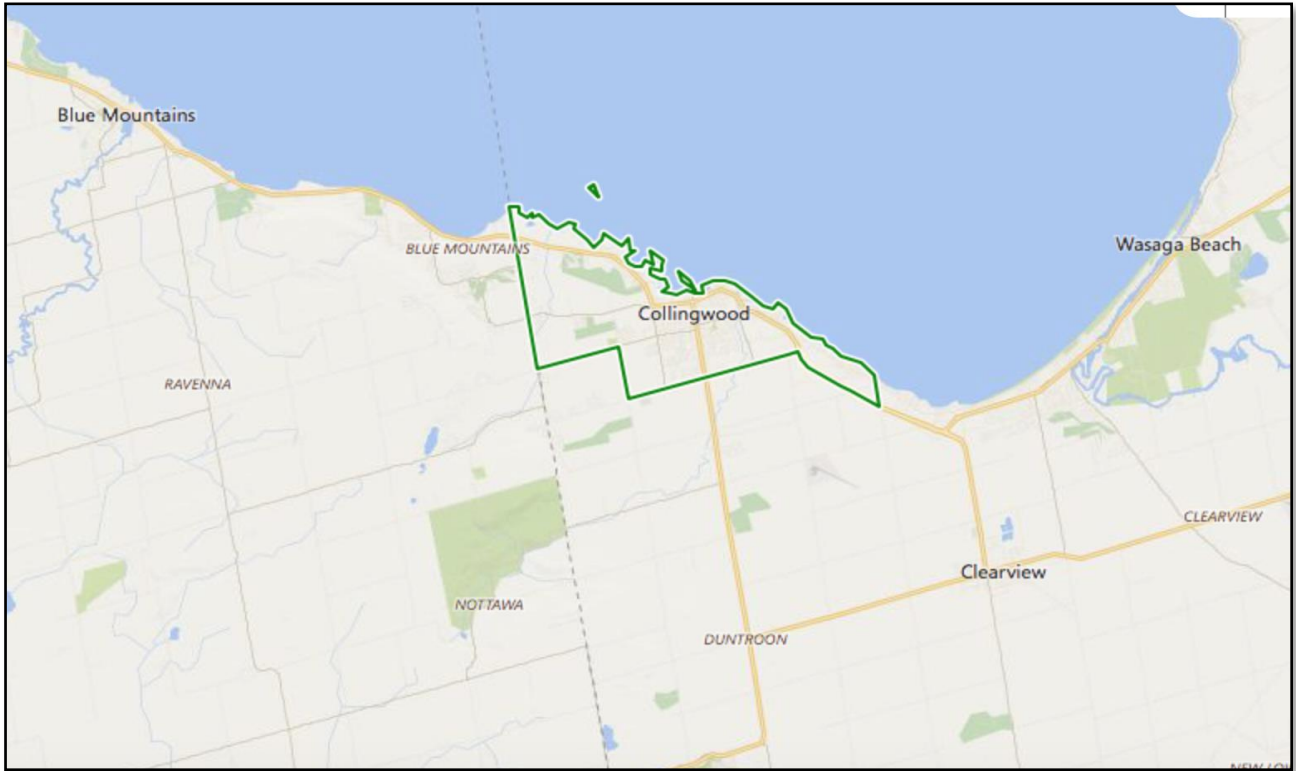 Blue Mountains
BLUE MOUNTAINS
Wasaga Beach
Collingwood
RAVENNA
CLEARVIEW
Clearview
NOTTAWA
DUNTROON